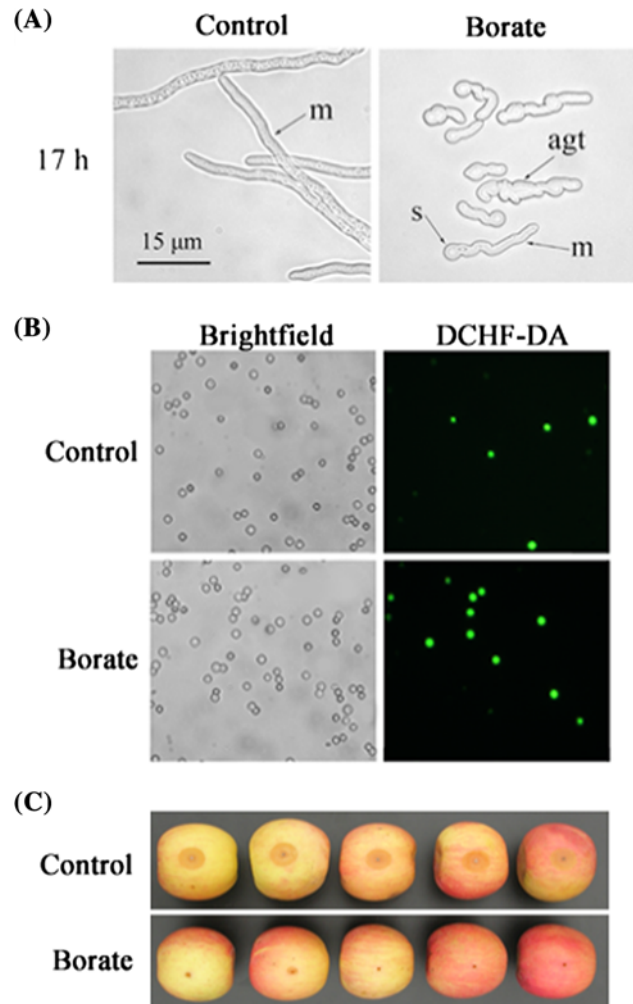 (A)
Control Borate
17 h
m
15 μm
agt
s
m
(B)
Brightfield DCHF-DA
Control
Borate
(C)
Control
Borate